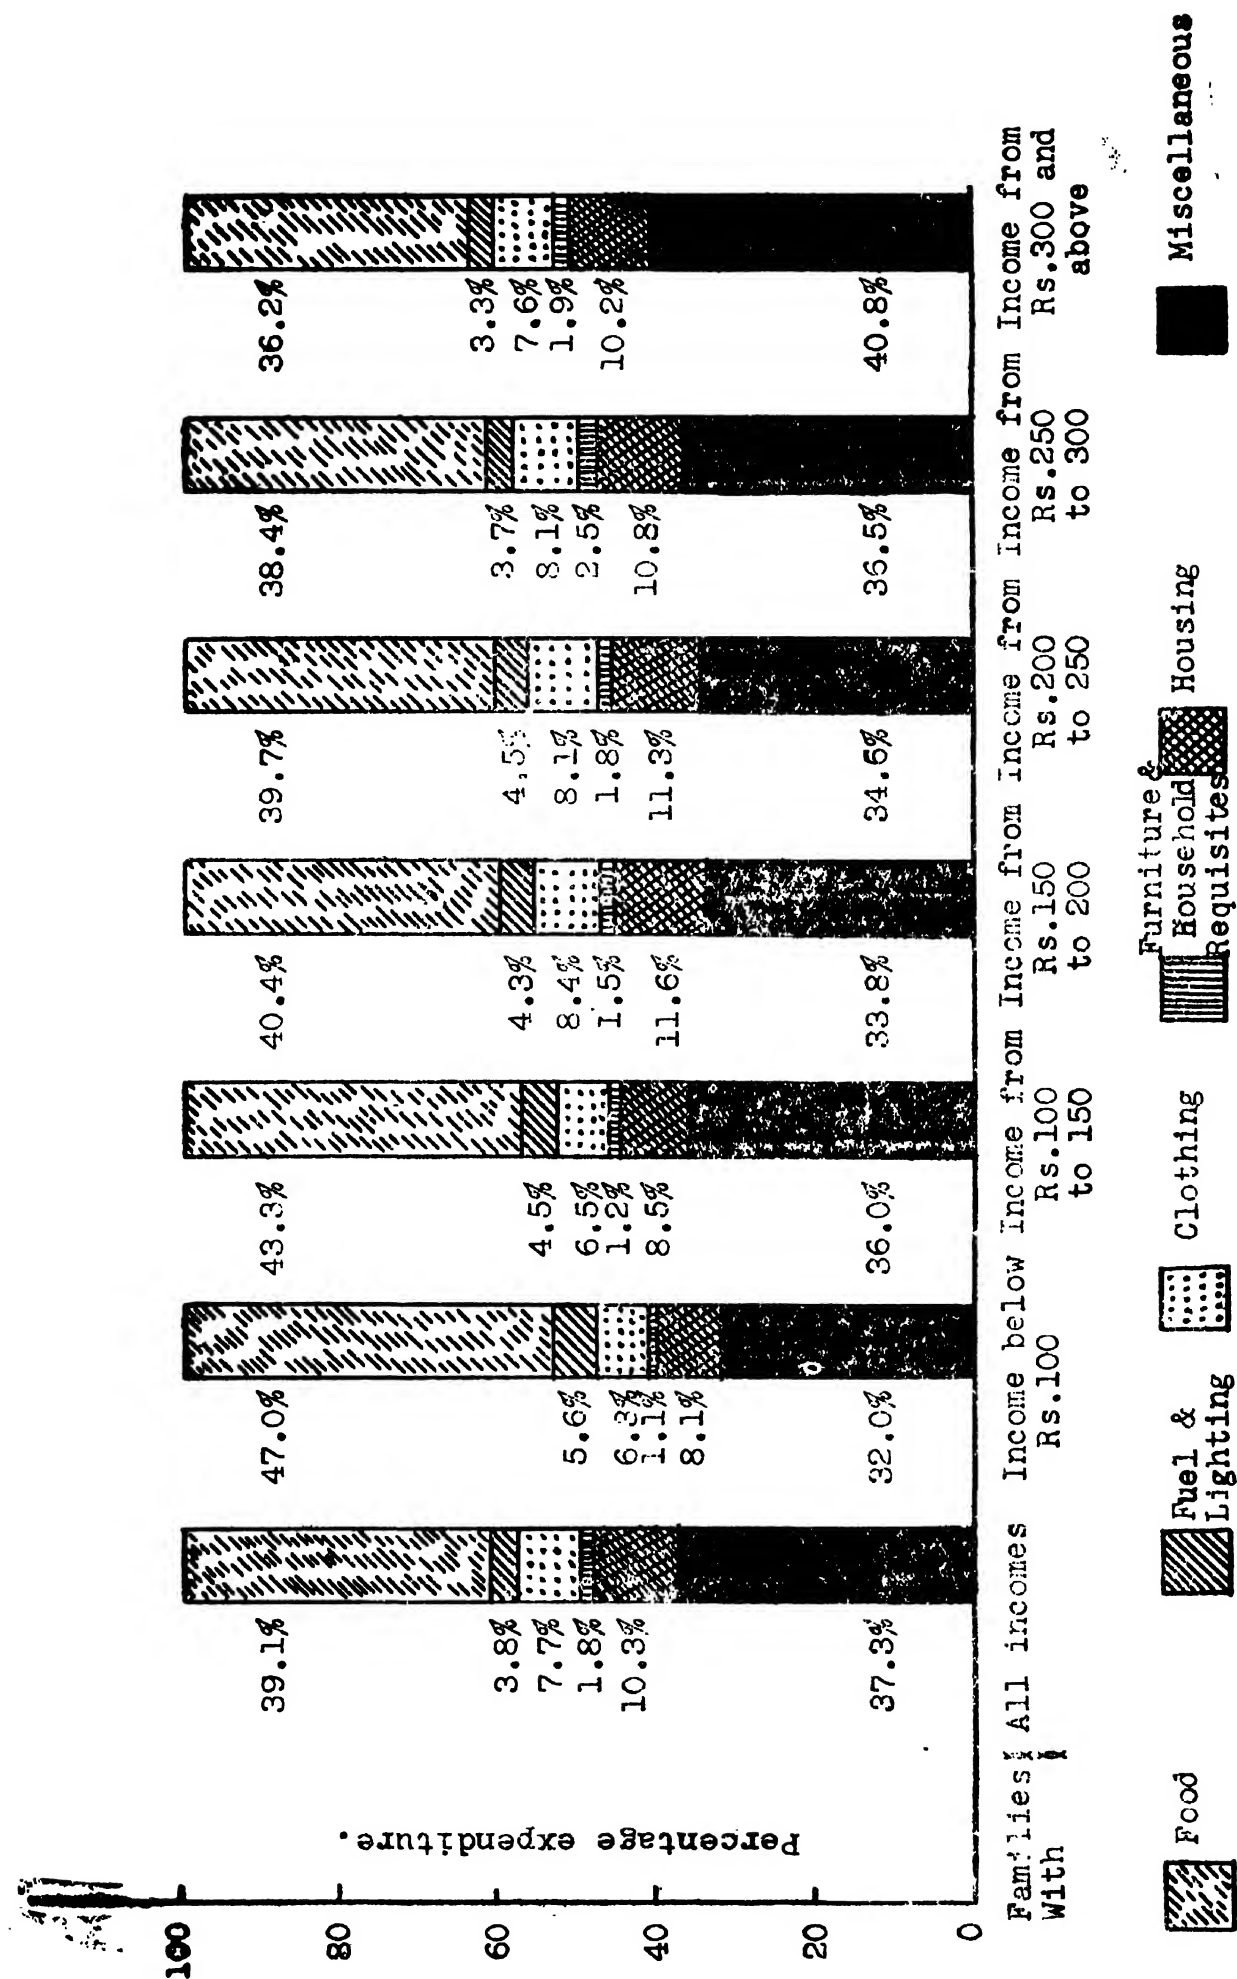 100
80
60
40
20
0
Percentage expenditure.
39.1%
3.8%
7.7%
1.8%
10.3%
37.3%
47.0%
5.6%
6.3%
1.1%
8.1%
32.0%
43.3%
4.5%
6.5%
1.2%
8.5%
36.0%
40.4%
4.3%
8.4%
1.5%
11.6%
33.8%
39.7%
4.5%
8.1%
1.8%
11.3%
34.6%
38.4%
3.7%
8.1%
2.5%
10.8%
36.5%
36.2%
3.3%
7.6%
1.9%
10.2%
40.8%
Families
With
All incomes
Income below
Rs.100
Income from
Rs.100
to 150
Income from
Rs.150
to 200
Income from
Rs.200
to 250
Income from
Rs.250
to 300
Income from
Rs.300 and
above
Food
Fuel &
Lighting
Clothing
Furniture &
Household
Requisites
Housing
Miscellaneous